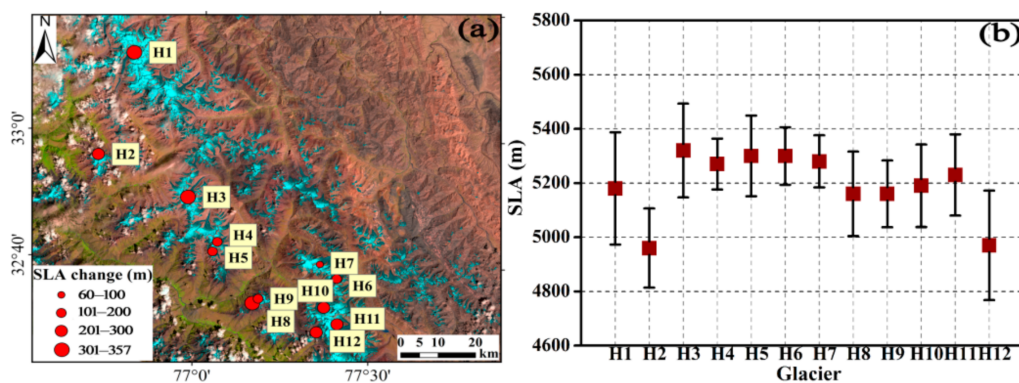 (a)
N
H1
H2
H3
H4
H5
H7
H6
H10
H9
H8
H11
H12
33°0'
32°40'
SLA change (m)
60–100
101–200
201–300
301–357
0 5 10 20
km
77°0'
77°30'
(b)
SLA (m)
5800
5600
5400
5200
5000
4800
4600
H1 H2 H3 H4 H5 H6 H7 H8 H9 H10 H11 H12
Glacier